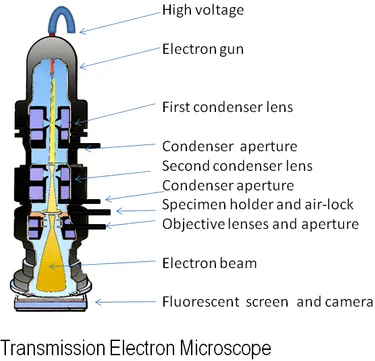 High voltage
Electron gun
First condenser lens
Condenser aperture
Second condenser lens
Condenser aperture
Specimen holder and air-lock
Objective lenses and aperture
Electron beam
Fluorescent screen and camera
Transmission Electron Microscope